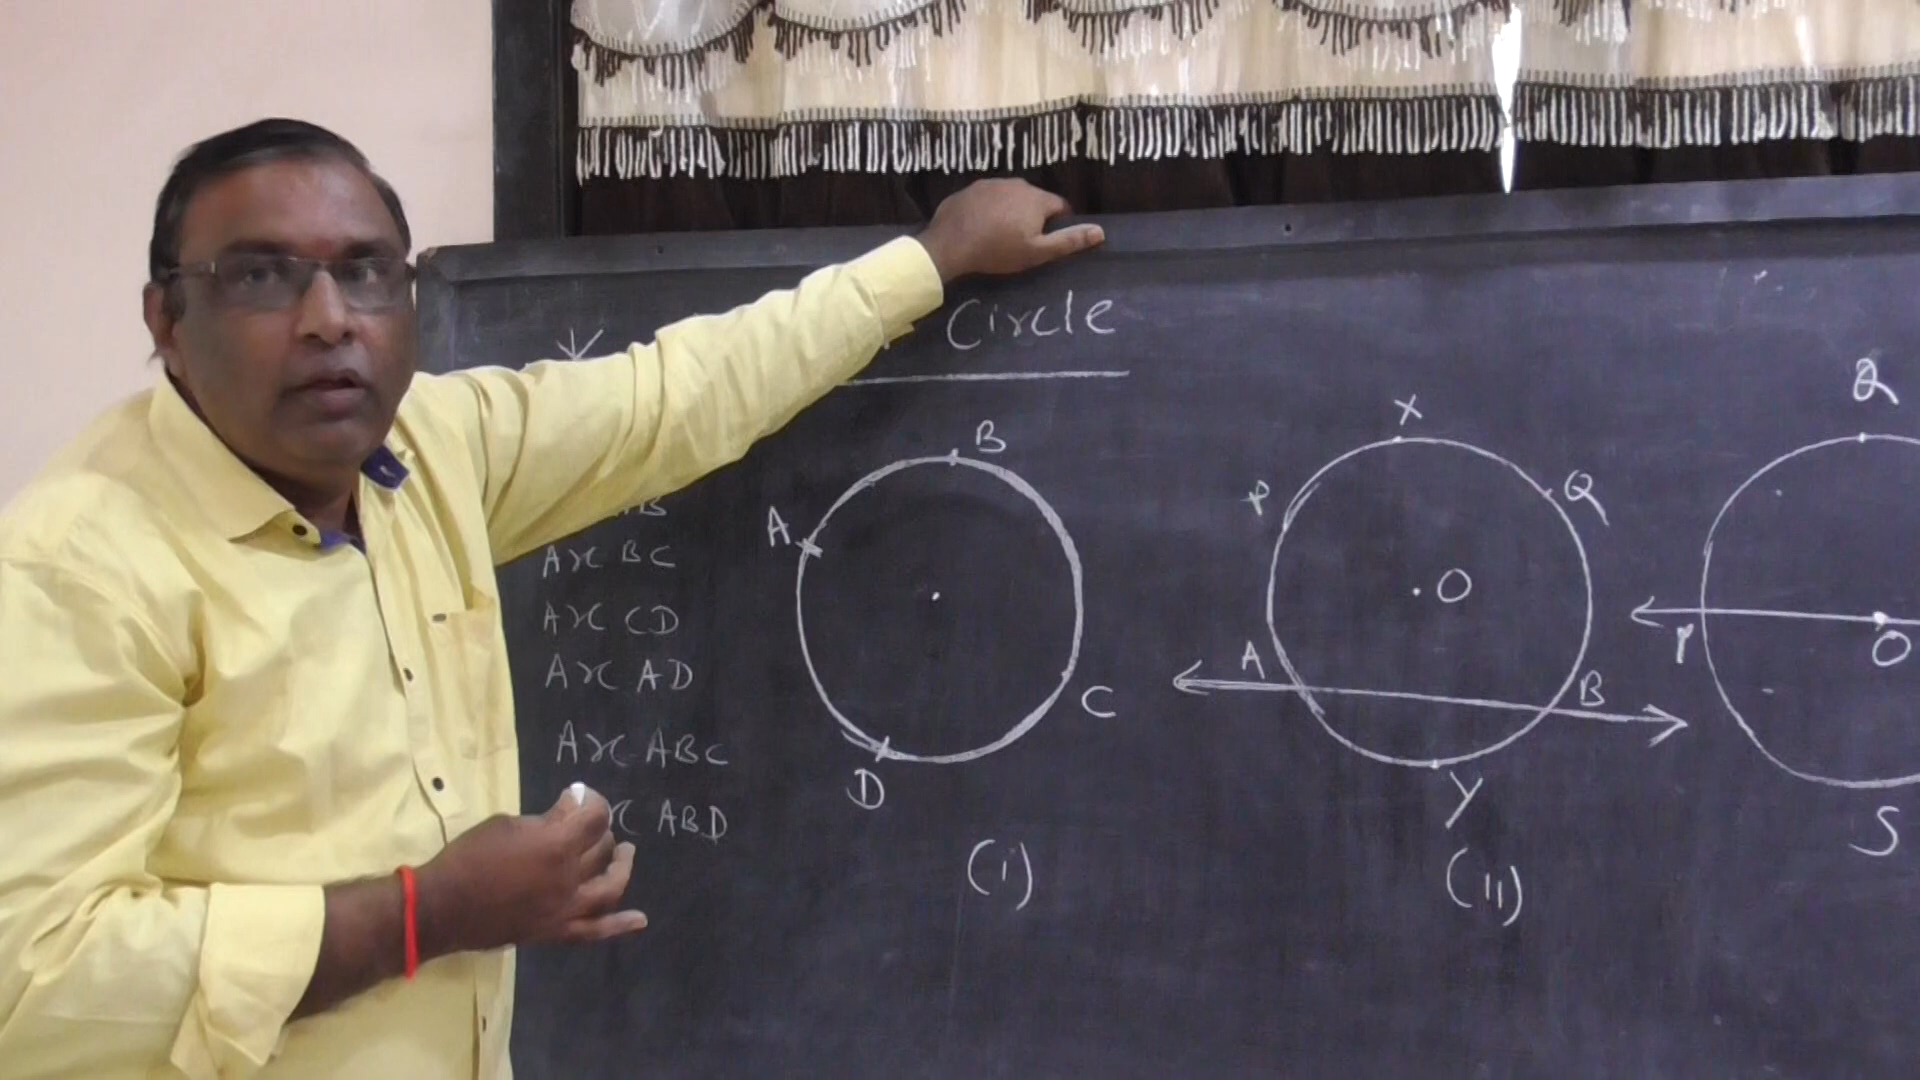 Circle
Arc BC
Arc CD
Arc AD
Arc ABC
ABD
B
A
C
D
(I)
X
P
Q
O
A
B
Y
(II)
Q
P
O
S